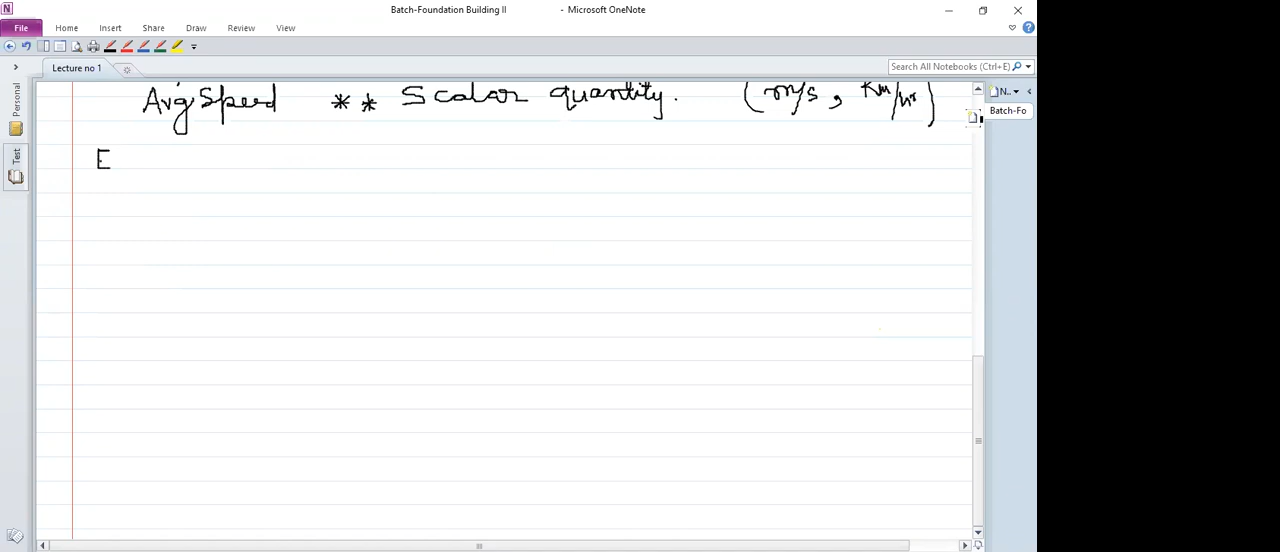 Batch-Foundation Building II - Microsoft OneNote
File Home Insert Share Draw Review View
Lecture no 1
Search All Notebooks (Ctrl+E)
N..
Batch-Fo
Personal
Test
Avg Speed ** Scalar quantity. (m/s, Km/hr)
E